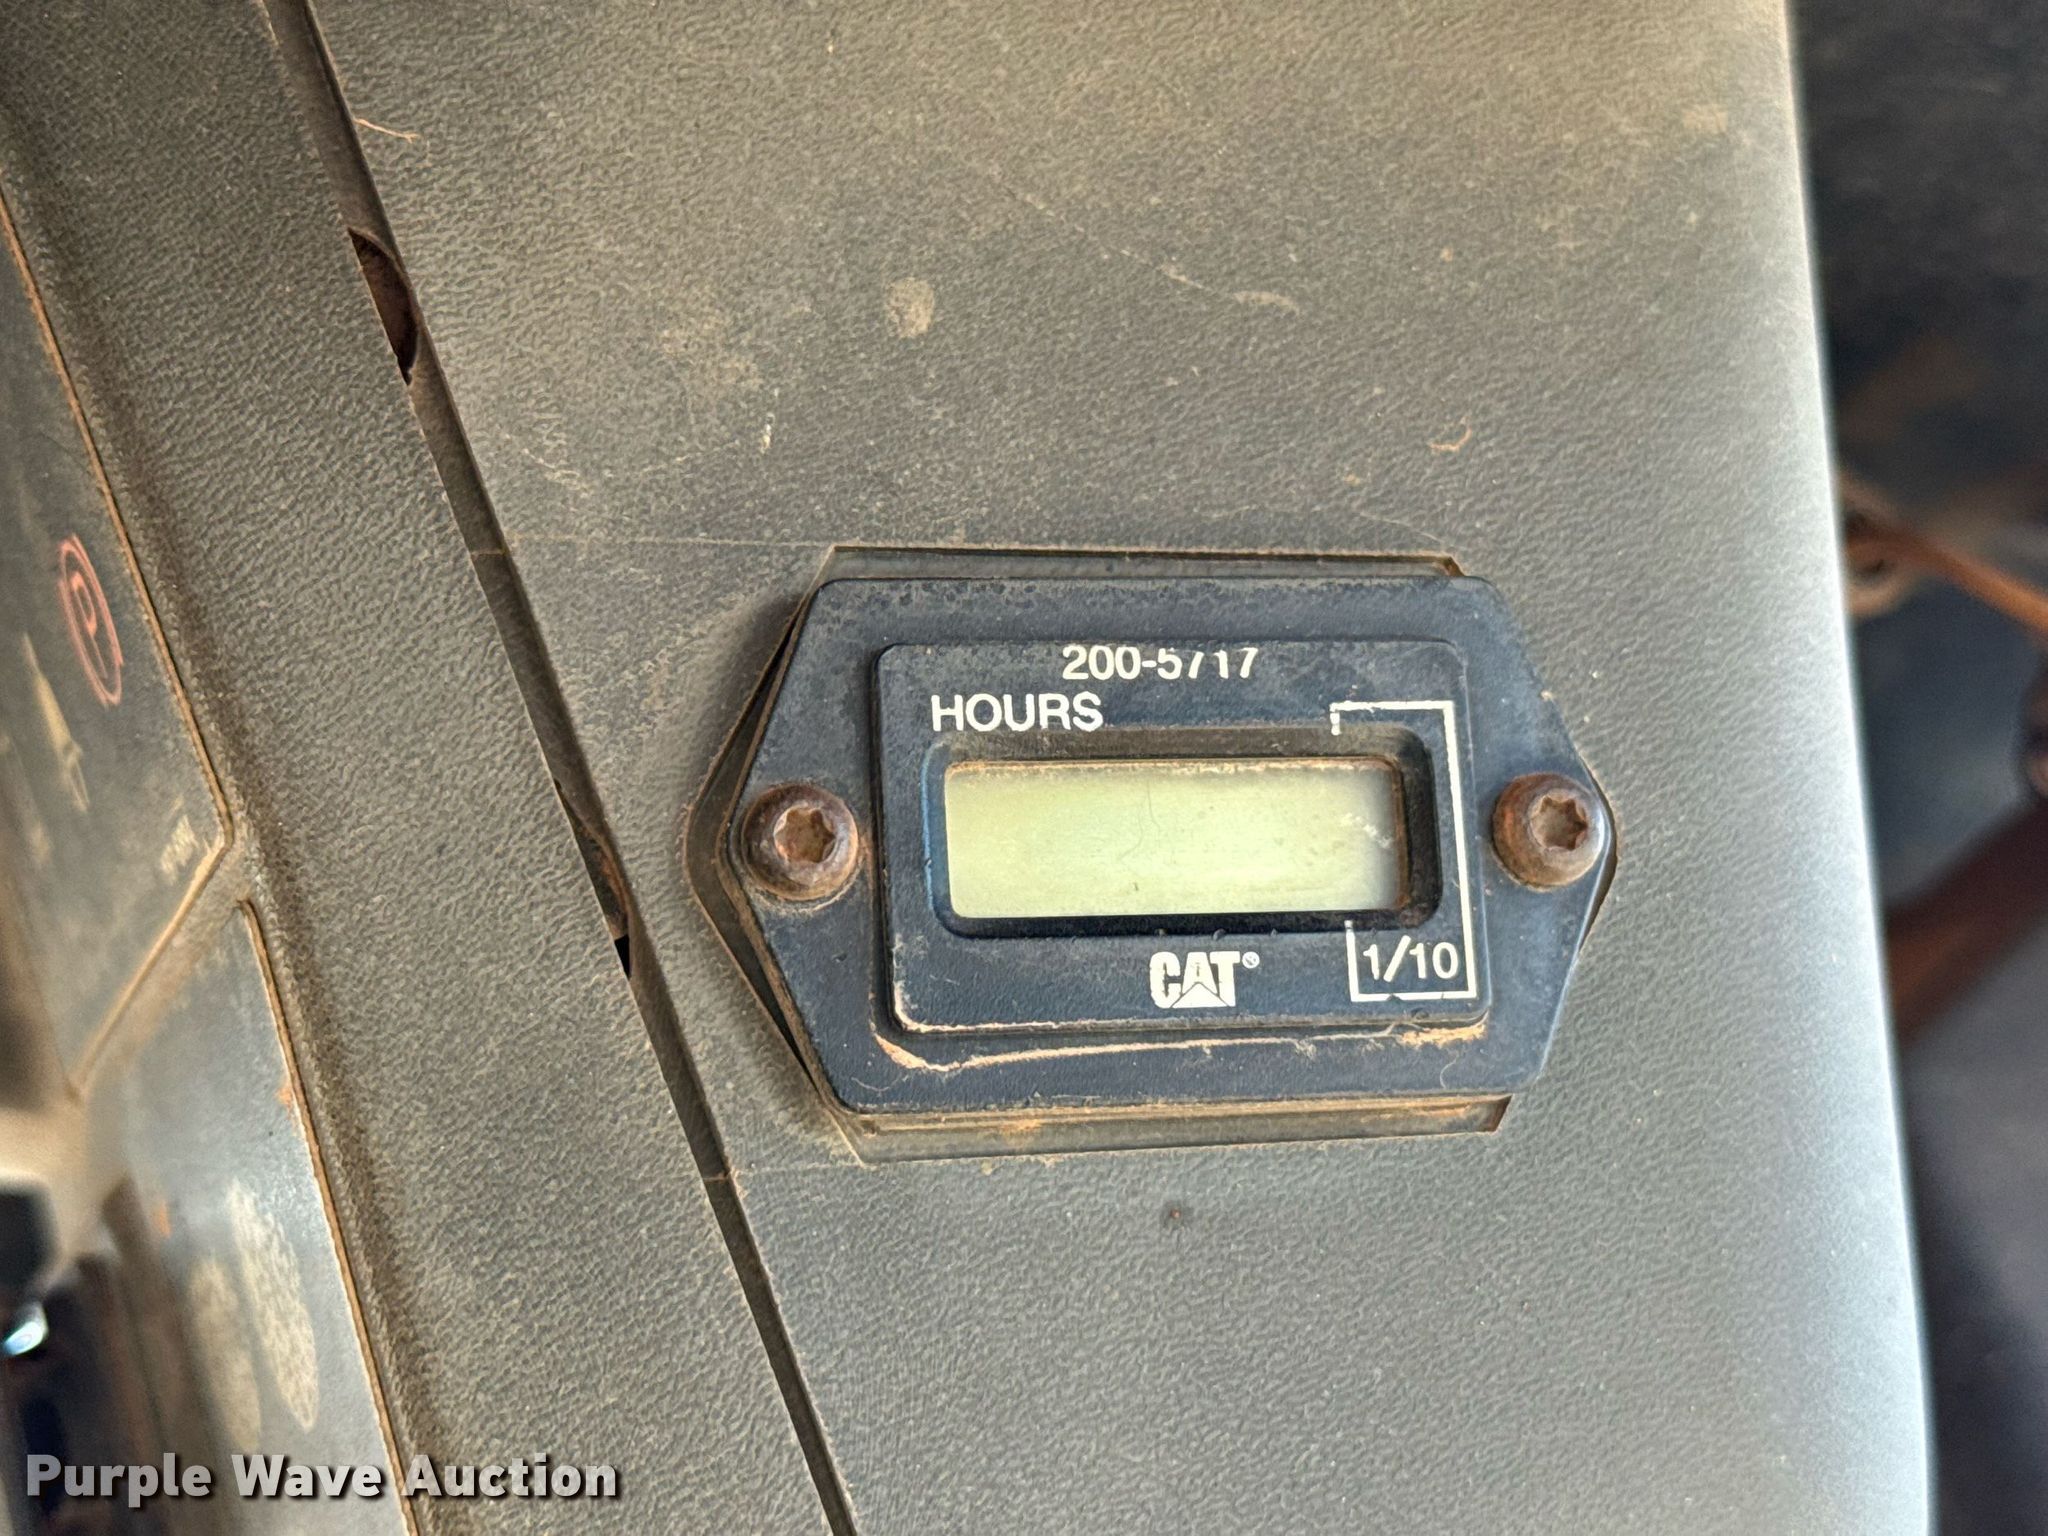 200-5717
HOURS
CAT®
1/10
P
Purple Wave Auction